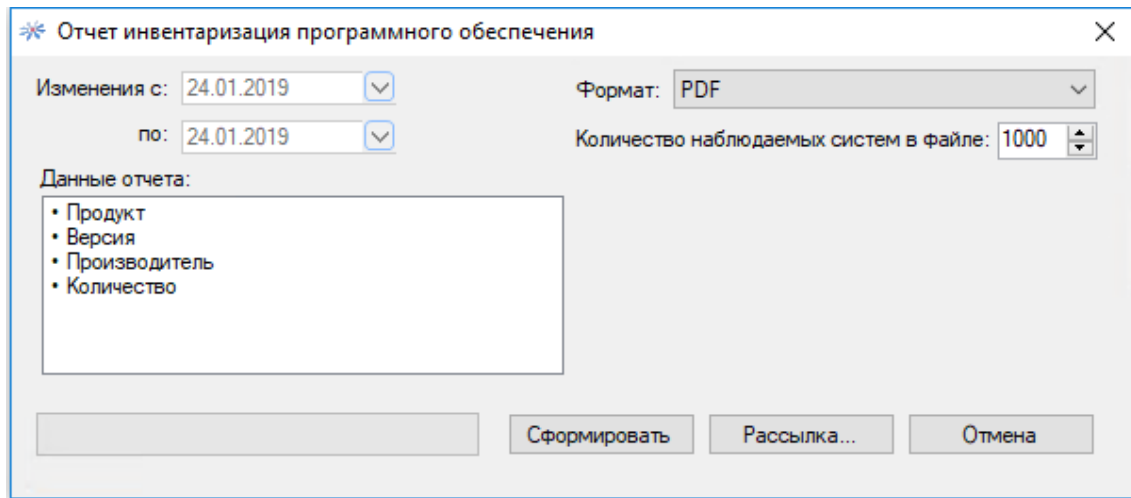 Отчет инвентаризация программного обеспечения
Изменения с: 24.01.2019
по: 24.01.2019
Формат: PDF
Количество наблюдаемых систем в файле: 1000
Данные отчета:
• Продукт
• Версия
• Производитель
• Количество
Сформировать Рассылка... Отмена